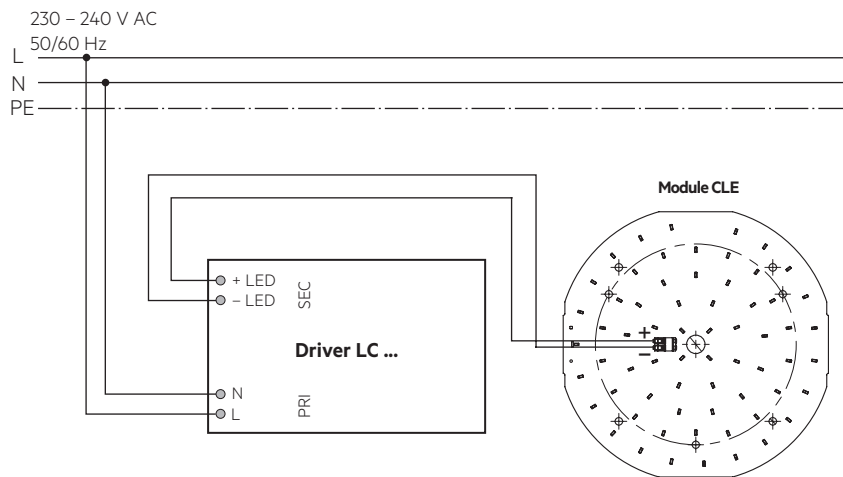 230 – 240 V AC
50/60 Hz
L
N
PE
Module CLE
+ LED
– LED
SEC
Driver LC ...
N
L
PRI
+
–